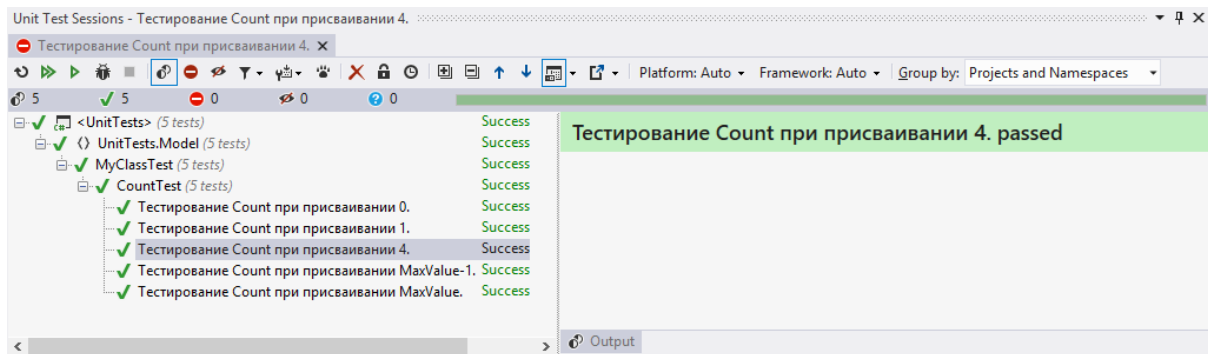 Unit Test Sessions - Тестирование Count при присваивании 4.
Тестирование Count при присваивании 4.
Platform: Auto Framework: Auto Group by: Projects and Namespaces
5 5 0 0 0
<UnitTests> (5 tests) Success
UnitTests.Model (5 tests) Success
MyClassTest (5 tests) Success
CountTest (5 tests) Success
Тестирование Count при присваивании 0. Success
Тестирование Count при присваивании 1. Success
Тестирование Count при присваивании 4. Success
Тестирование Count при присваивании MaxValue-1. Success
Тестирование Count при присваивании MaxValue. Success
Тестирование Count при присваивании 4. passed
Output